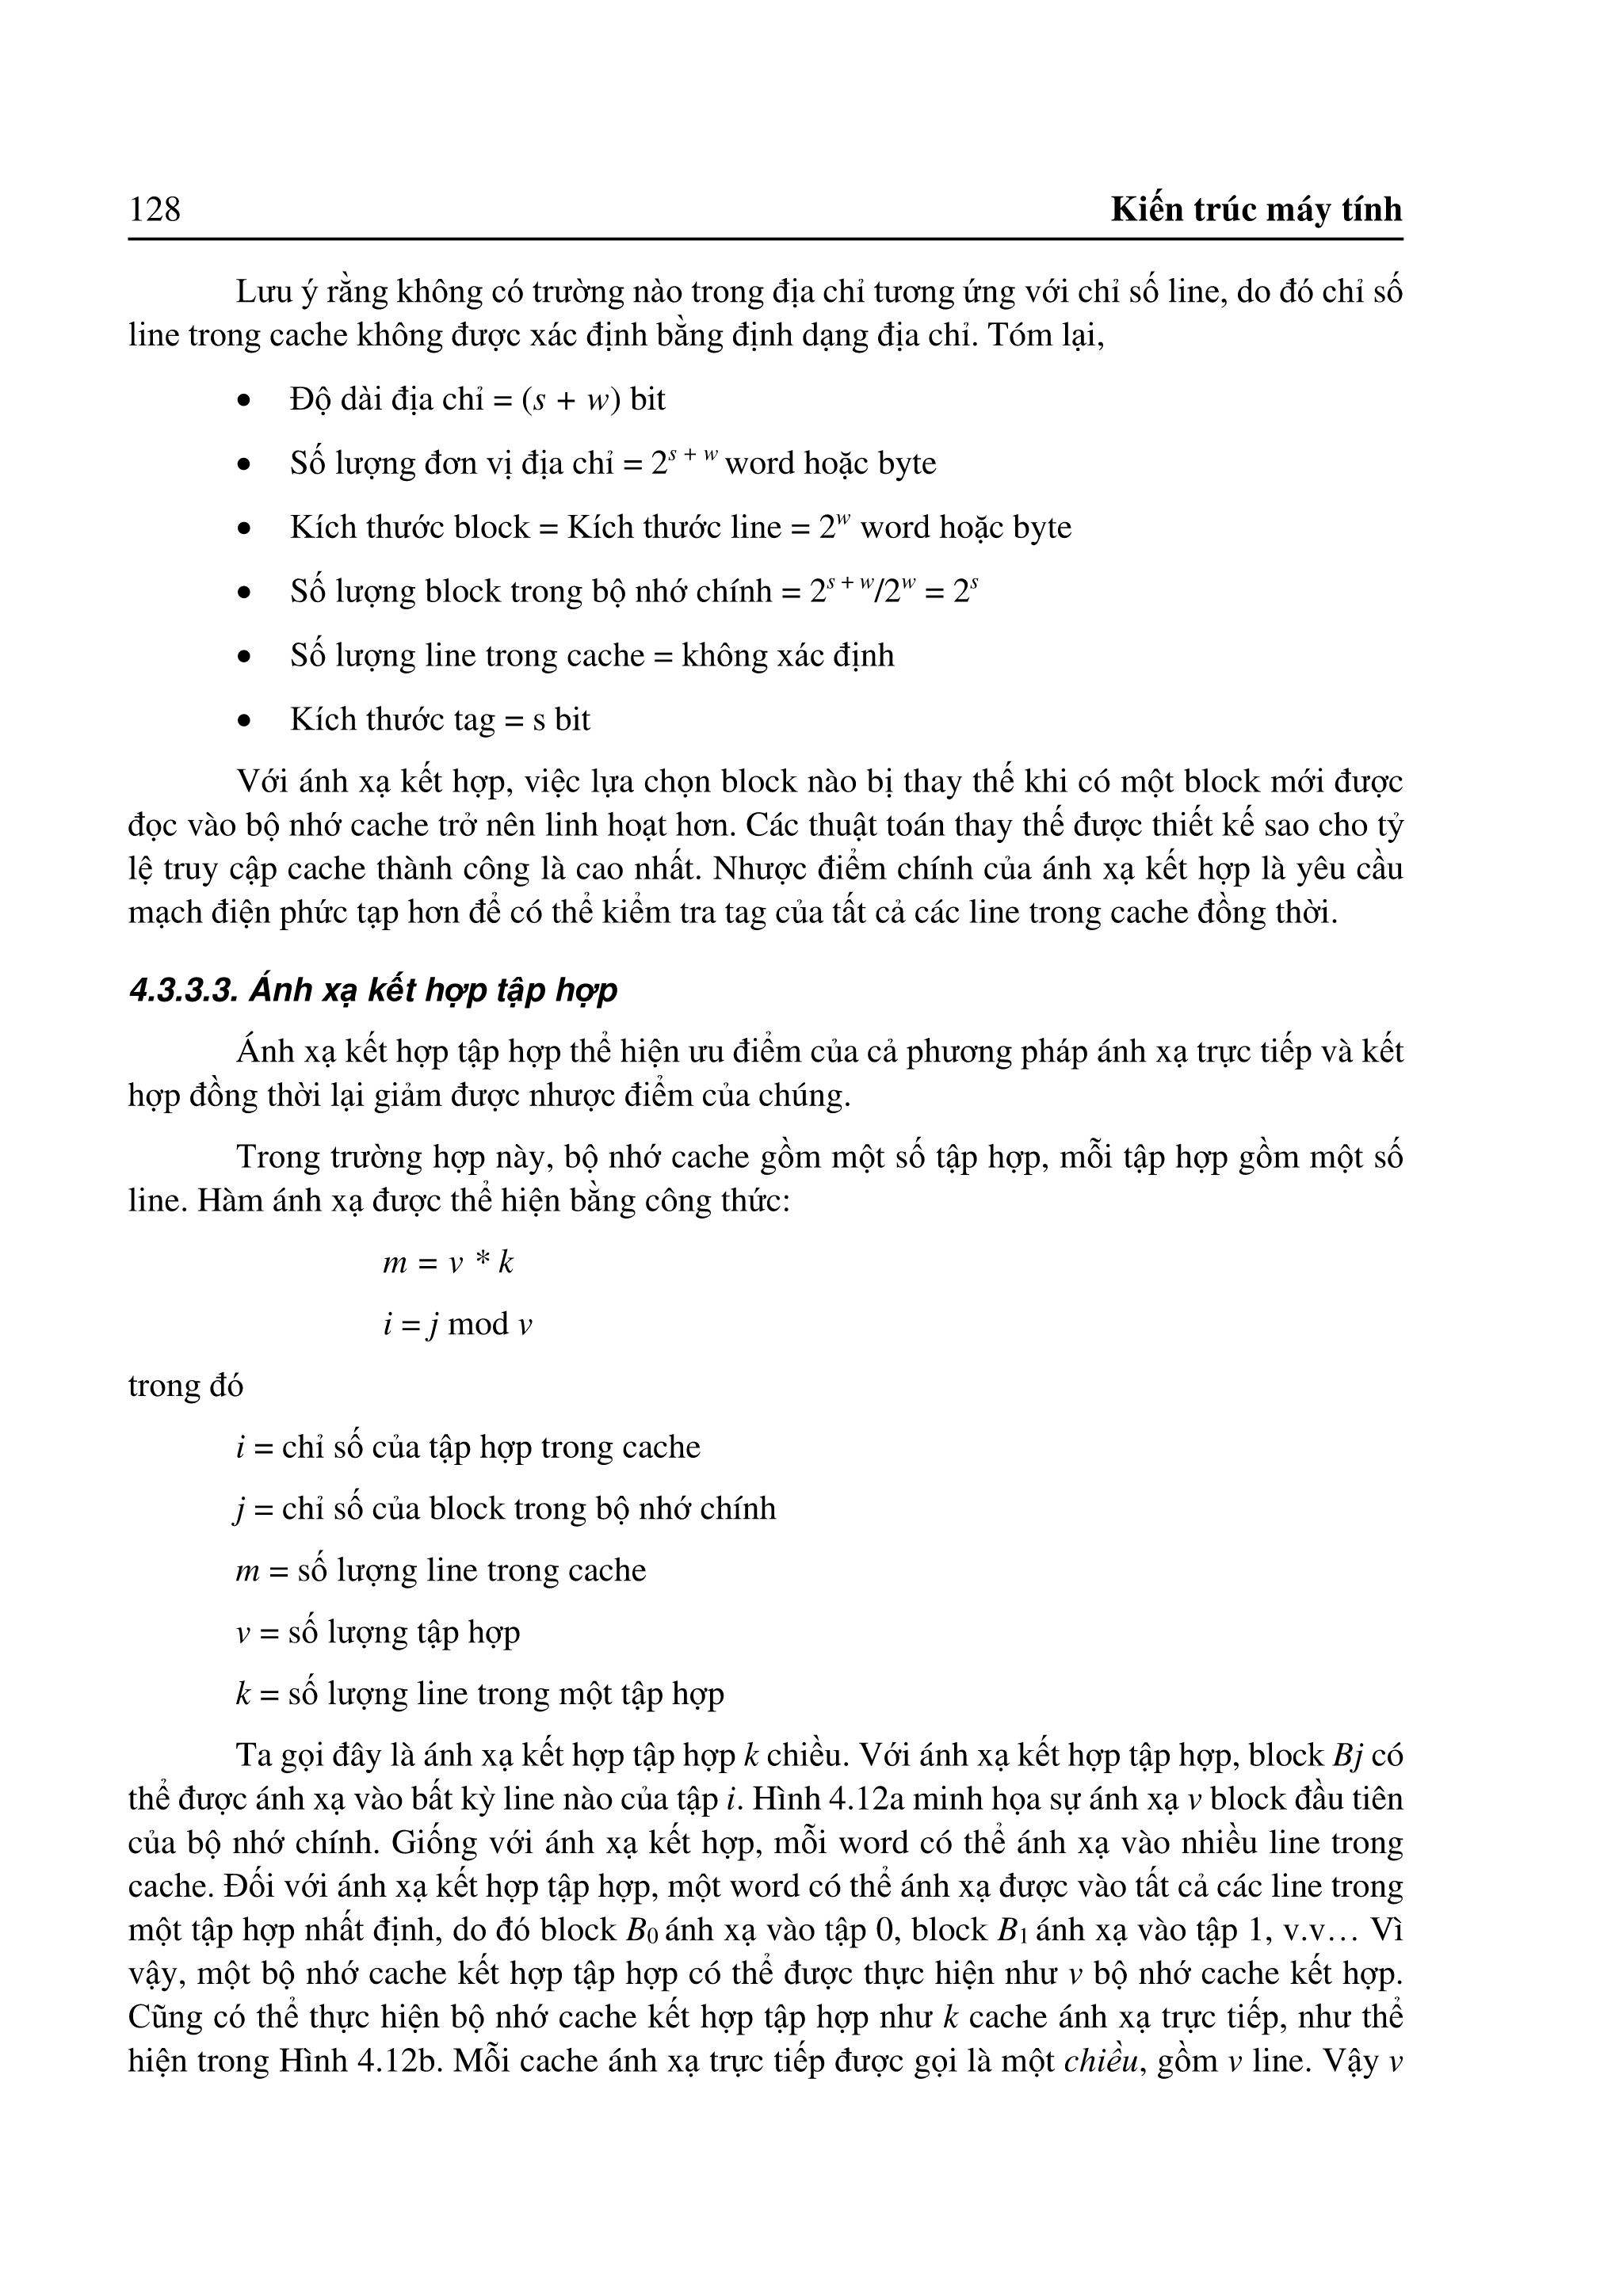 128 Kiến trúc máy tính
Lưu ý rằng không có trường nào trong địa chỉ tương ứng với chỉ số line, do đó chỉ số
line trong cache không được xác định bằng định dạng địa chỉ. Tóm lại,
• Độ dài địa chỉ = (s + w) bit
• Số lượng đơn vị địa chỉ = 2^{s + w} word hoặc byte
• Kích thước block = Kích thước line = 2^w word hoặc byte
• Số lượng block trong bộ nhớ chính = 2^{s + w}/2^w = 2^s
• Số lượng line trong cache = không xác định
• Kích thước tag = s bit
Với ánh xạ kết hợp, việc lựa chọn block nào bị thay thế khi có một block mới được
đọc vào bộ nhớ cache trở nên linh hoạt hơn. Các thuật toán thay thế được thiết kế sao cho tỷ
lệ truy cập cache thành công là cao nhất. Nhược điểm chính của ánh xạ kết hợp là yêu cầu
mạch điện phức tạp hơn để có thể kiểm tra tag của tất cả các line trong cache đồng thời.
4.3.3.3. Ánh xạ kết hợp tập hợp
Ánh xạ kết hợp tập hợp thể hiện ưu điểm của cả phương pháp ánh xạ trực tiếp và kết
hợp đồng thời lại giảm được nhược điểm của chúng.
Trong trường hợp này, bộ nhớ cache gồm một số tập hợp, mỗi tập hợp gồm một số
line. Hàm ánh xạ được thể hiện bằng công thức:
m = v * k
i = j mod v
trong đó
i = chỉ số của tập hợp trong cache
j = chỉ số của block trong bộ nhớ chính
m = số lượng line trong cache
v = số lượng tập hợp
k = số lượng line trong một tập hợp
Ta gọi đây là ánh xạ kết hợp tập hợp k chiều. Với ánh xạ kết hợp tập hợp, block Bj có
thể được ánh xạ vào bất kỳ line nào của tập i. Hình 4.12a minh họa sự ánh xạ v block đầu tiên
của bộ nhớ chính. Giống với ánh xạ kết hợp, mỗi word có thể ánh xạ vào nhiều line trong
cache. Đối với ánh xạ kết hợp tập hợp, một word có thể ánh xạ được vào tất cả các line trong
một tập hợp nhất định, do đó block B₀ ánh xạ vào tập 0, block B₁ ánh xạ vào tập 1, v.v… Vì
vậy, một bộ nhớ cache kết hợp tập hợp có thể được thực hiện như v bộ nhớ cache kết hợp.
Cũng có thể thực hiện bộ nhớ cache kết hợp tập hợp như k cache ánh xạ trực tiếp, như thể
hiện trong Hình 4.12b. Mỗi cache ánh xạ trực tiếp được gọi là một chiều, gồm v line. Vậy v